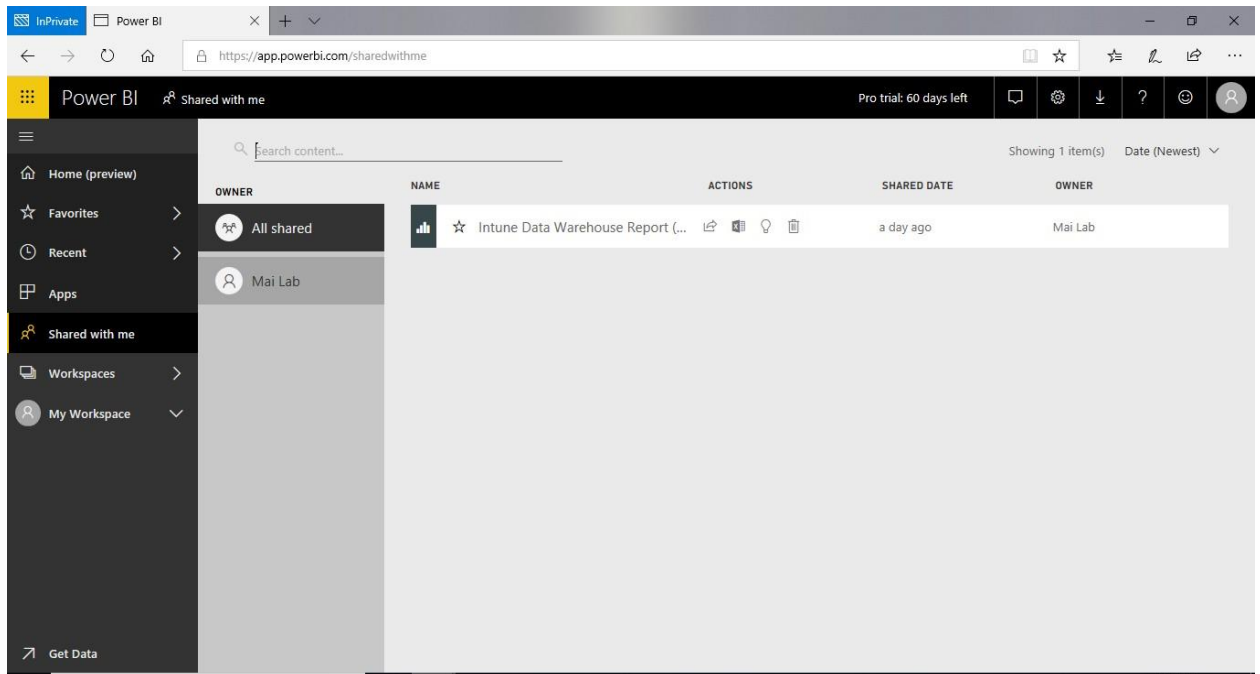 InPrivate Power BI
https://app.powerbi.com/sharedwithme
Power BI Shared with me Pro trial: 60 days left ?
Search content... Showing 1 item(s) Date (Newest)
Home (preview)
Favorites
Recent
Apps
Shared with me
Workspaces
My Workspace
Get Data
OWNER
All shared
Mai Lab
NAME ACTIONS SHARED DATE OWNER
Intune Data Warehouse Report (... a day ago Mai Lab